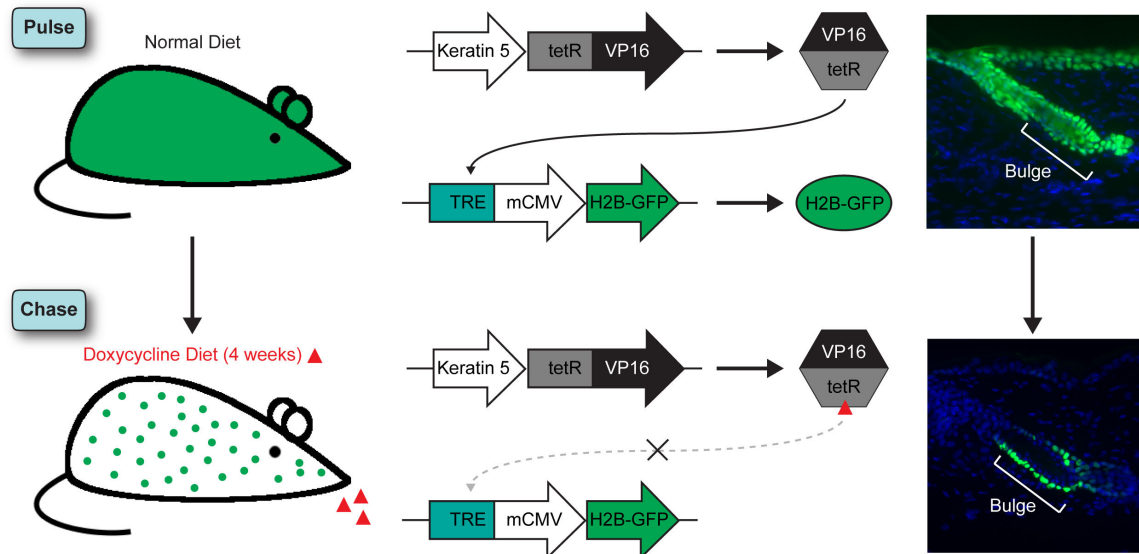 Pulse
Normal Diet
Keratin 5 tetR VP16
VP16
tetR
Bulge
TRE mCMV H2B-GFP
H2B-GFP
Chase
Doxycycline Diet (4 weeks)
Keratin 5 tetR VP16
VP16
tetR
Bulge
TRE mCMV H2B-GFP